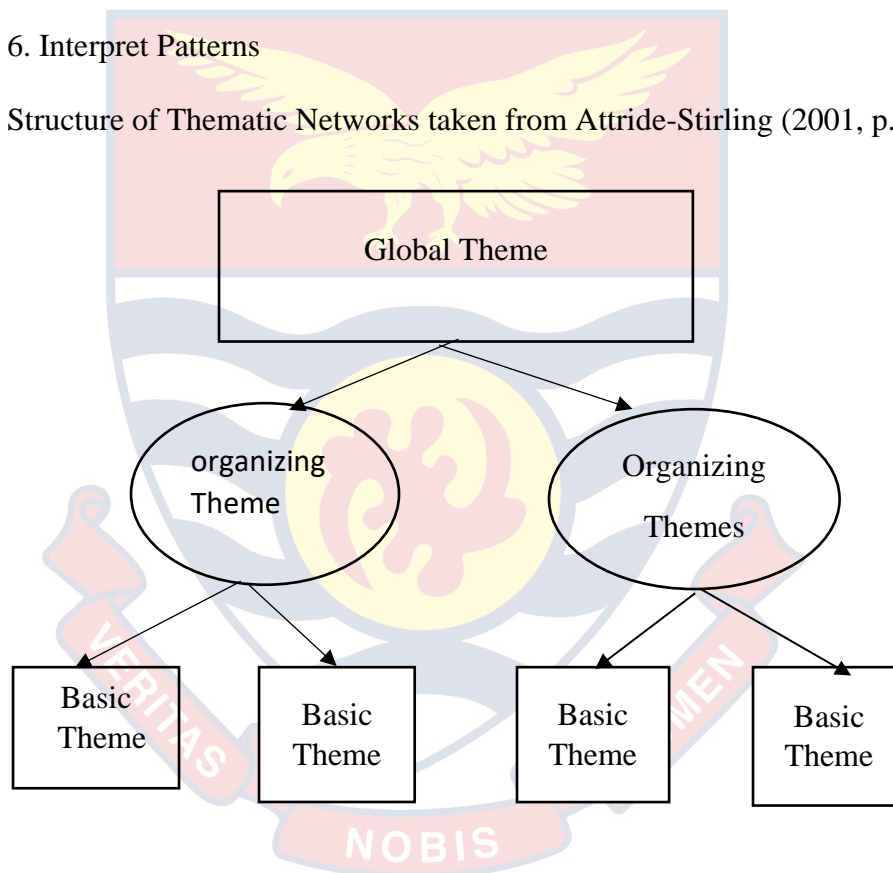 6. Interpret Patterns
Structure of Thematic Networks taken from Attride-Stirling (2001, p.
Global Theme
organizing
Theme
Organizing
Themes
Basic
Theme
Basic
Theme
Basic
Theme
Basic
Theme
VERITAS
NOBIS
MEN